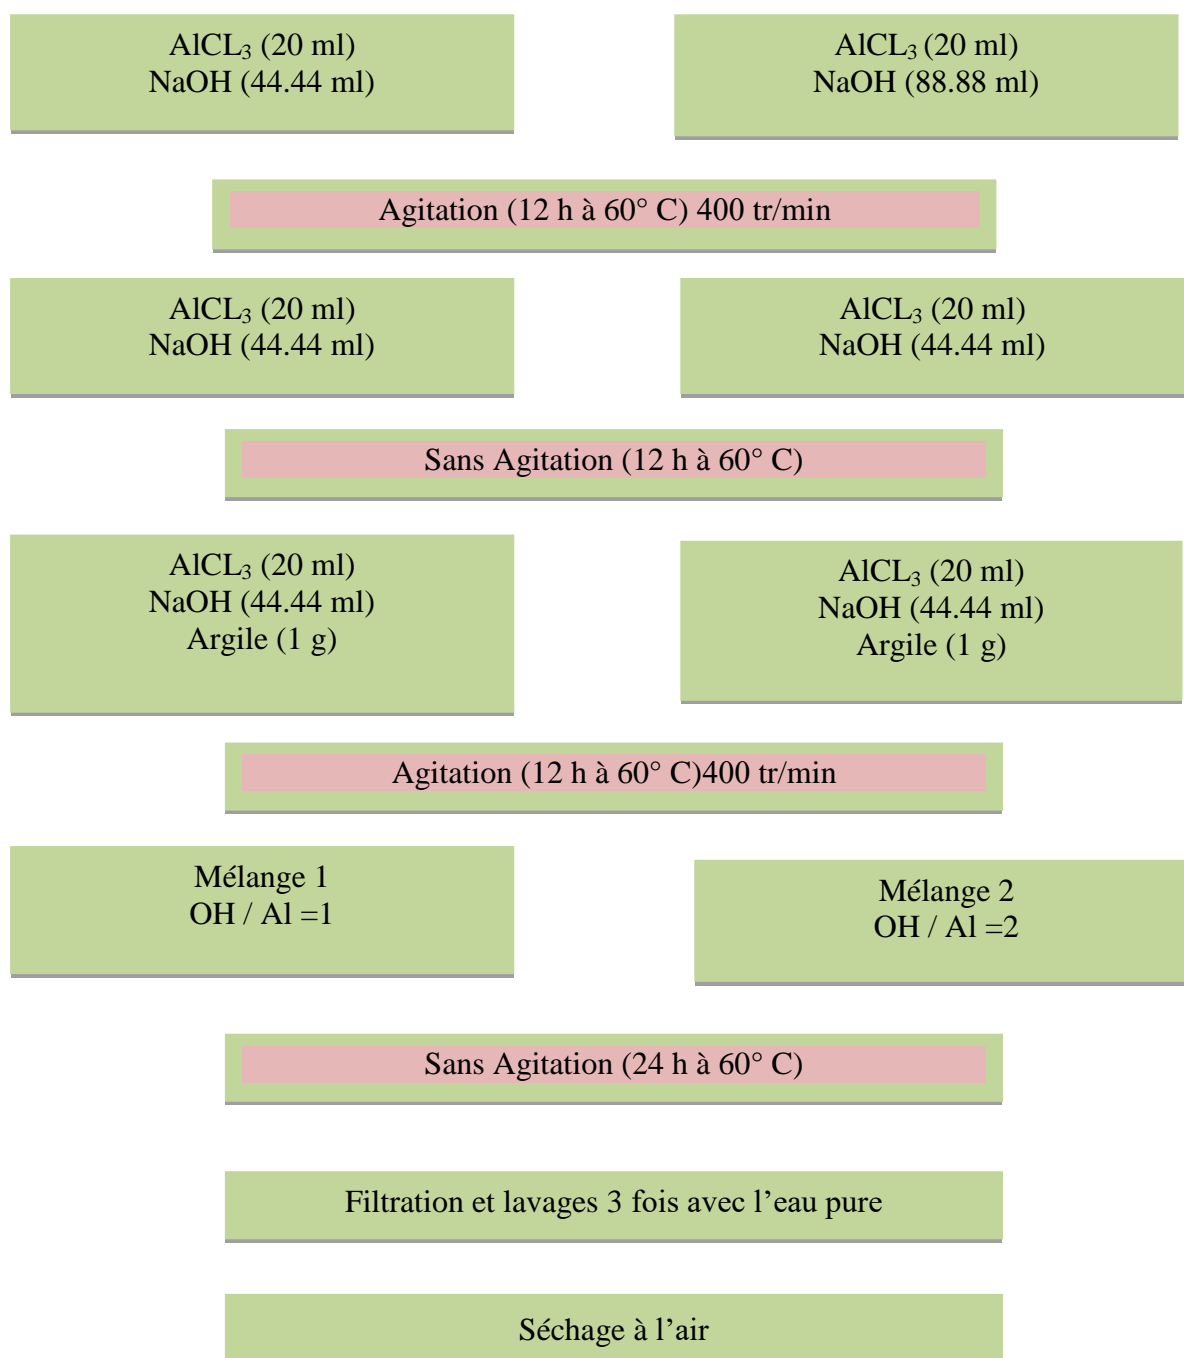 AlCL₃ (20 ml)
NaOH (44.44 ml)
AlCL₃ (20 ml)
NaOH (88.88 ml)
Agitation (12 h à 60° C) 400 tr/min
AlCL₃ (20 ml)
NaOH (44.44 ml)
AlCL₃ (20 ml)
NaOH (44.44 ml)
Sans Agitation (12 h à 60° C)
AlCL₃ (20 ml)
NaOH (44.44 ml)
Argile (1 g)
AlCL₃ (20 ml)
NaOH (44.44 ml)
Argile (1 g)
Agitation (12 h à 60° C)400 tr/min
Mélange 1
OH / Al =1
Mélange 2
OH / Al =2
Sans Agitation (24 h à 60° C)
Filtration et lavages 3 fois avec l’eau pure
Séchage à l’air